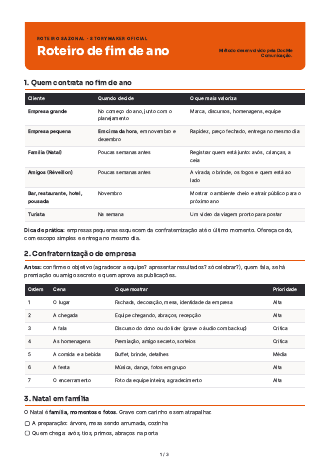 ROTEIRO SAZONAL · STORYMAKER OFICIAL
Roteiro de fim de ano
Método desenvolvido pela Docille
Comunicação.
1. Quem contrata no fim de ano
Cliente Quando decide O que mais valoriza
Empresa grande No começo do ano, junto com o planejamento Marca, discursos, homenagens, equipe
Empresa pequena Em cima da hora, em novembro e dezembro Rapidez, preço fechado, entrega no mesmo dia
Família (Natal) Poucas semanas antes Registrar quem está junto: avós, crianças, a ceia
Amigos (Réveillon) Poucas semanas antes A virada, o brinde, os fogos e quem está ao lado
Bar, restaurante, hotel, pousada Novembro Mostrar o ambiente cheio e atrair público para o próximo ano
Turista Na semana Um vídeo da viagem pronto para postar
Dica de prática: empresas pequenas esquecem da confraternização até o último momento. Ofereça cedo,
com escopo simples e entrega no mesmo dia.
2. Confraternização de empresa
Antes: confirme o objetivo (agradecer a equipe? apresentar resultados? só celebrar?), quem fala, se há
premiação ou amigo secreto e quem aprova as publicações.
Ordem Cena O que mostrar Prioridade
1 O lugar Fachada, decoração, mesa, identidade da empresa Alta
2 A chegada Equipe chegando, abraços, recepção Alta
3 A fala Discurso do dono ou do líder (grave o áudio com backup) Crítica
4 As homenagens Premiação, amigo secreto, sorteios Crítica
5 A comida e a bebida Buffet, brinde, detalhes Média
6 A festa Música, dança, fotos em grupo Alta
7 O encerramento Foto da equipe inteira, agradecimento Alta
3. Natal em família
O Natal é família, momentos e fotos. Grave com carinho e sem atrapalhar.
A preparação: árvore, mesa sendo arrumada, cozinha
Quem chega: avós, tios, primos, abraços na porta
1 / 3